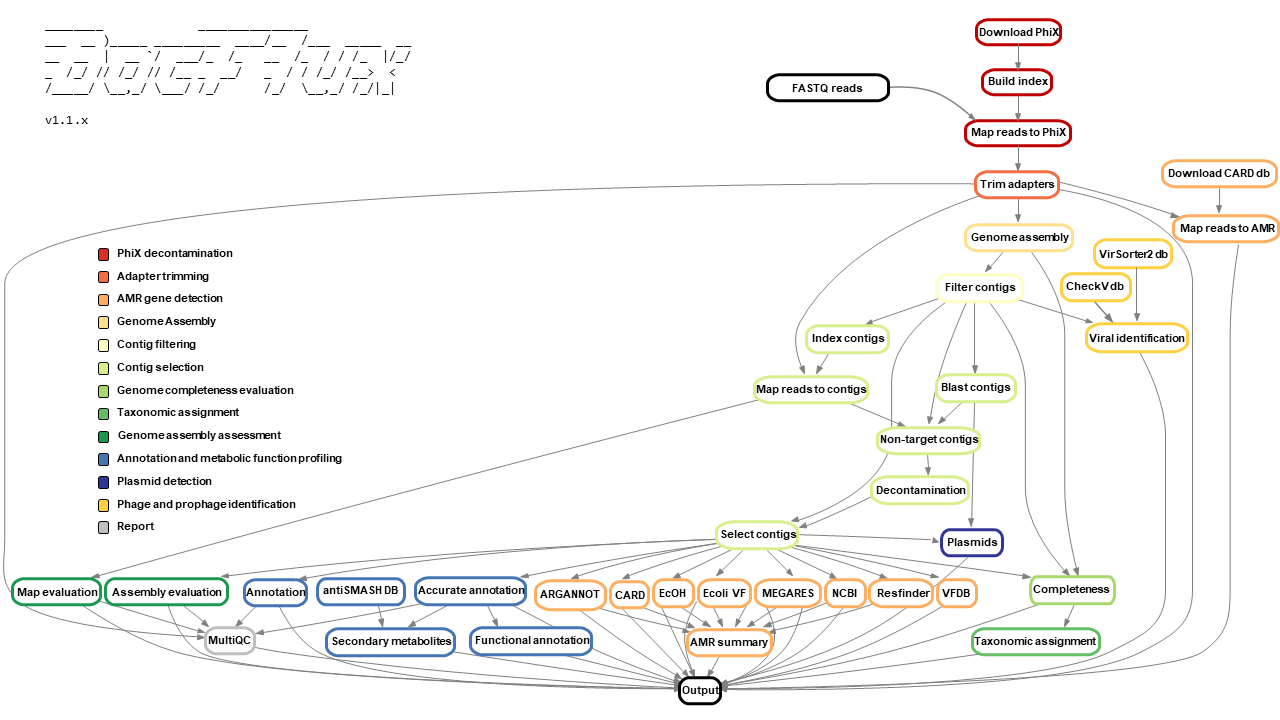 ________             ______________
___  __ )_____ _________  ____/__  /___  _____  __
__  __  |  __ `/  ___/_  /_   __  /_  / / /_  |/_/
_  /_/ // /_/ // /__ _  __/   _  / / /_/ /__>  <
/_____/ \__,_/ \___/ /_/      /_/  \__,_/ /_/|_|
v1.1.x
Download PhiX
Build index
FASTQ reads
Map reads to PhiX
Download CARD db
Trim adapters
Map reads to AMR
Genome assembly
VirSorter2 db
CheckV db
Filter contigs
Index contigs
Viral identification
Map reads to contigs
Blast contigs
Non-target contigs
Decontamination
Select contigs
Plasmids
PhiX decontamination
Adapter trimming
AMR gene detection
Genome Assembly
Contig filtering
Contig selection
Genome completeness evaluation
Taxonomic assignment
Genome assembly assessment
Annotation and metabolic function profiling
Plasmid detection
Phage and prophage identification
Report
Map evaluation
Assembly evaluation
Annotation
antiSMASH DB
Accurate annotation
ARGANNOT
CARD
EcOH
Ecoli VF
MEGARES
NCBI
Resfinder
VFDB
Completeness
MultiQC
Secondary metabolites
Functional annotation
AMR summary
Taxonomic assignment
Output